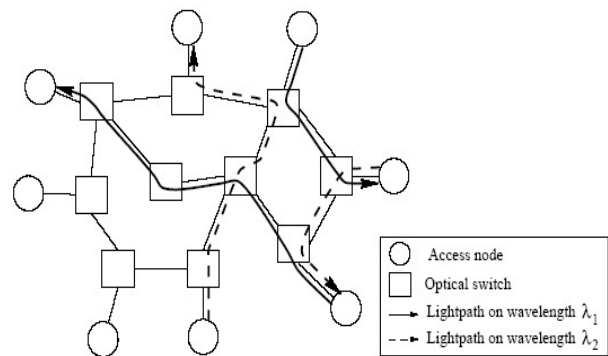 Access node
Optical switch
Lightpath on wavelength λ1
Lightpath on wavelength λ2